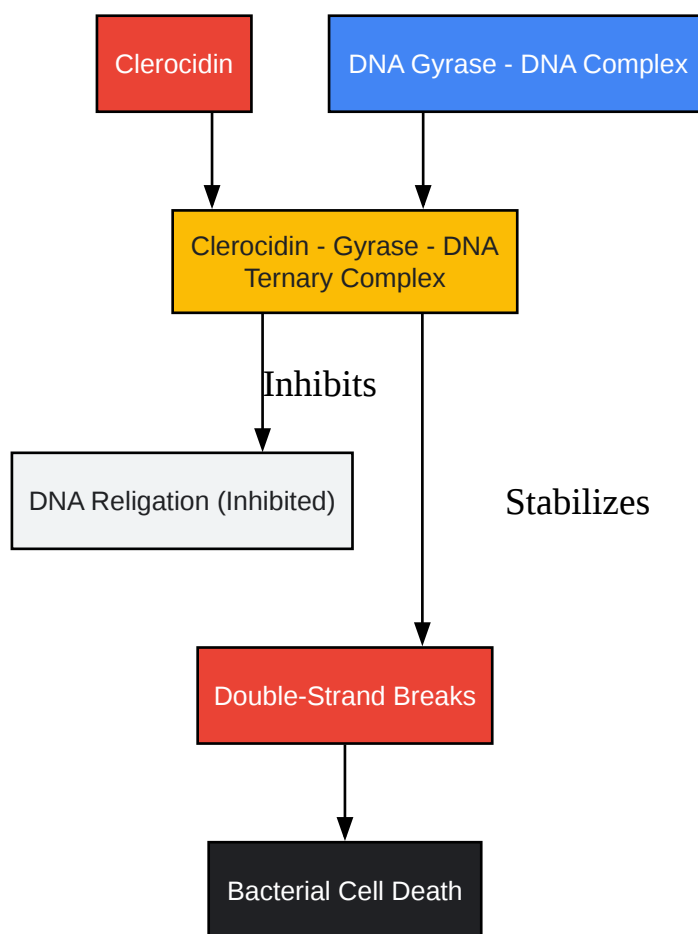 Clerocidin
DNA Gyrase - DNA Complex
Clerocidin - Gyrase - DNA
Ternary Complex
Inhibits
DNA Religation (Inhibited)
Stabilizes
Double-Strand Breaks
Bacterial Cell Death